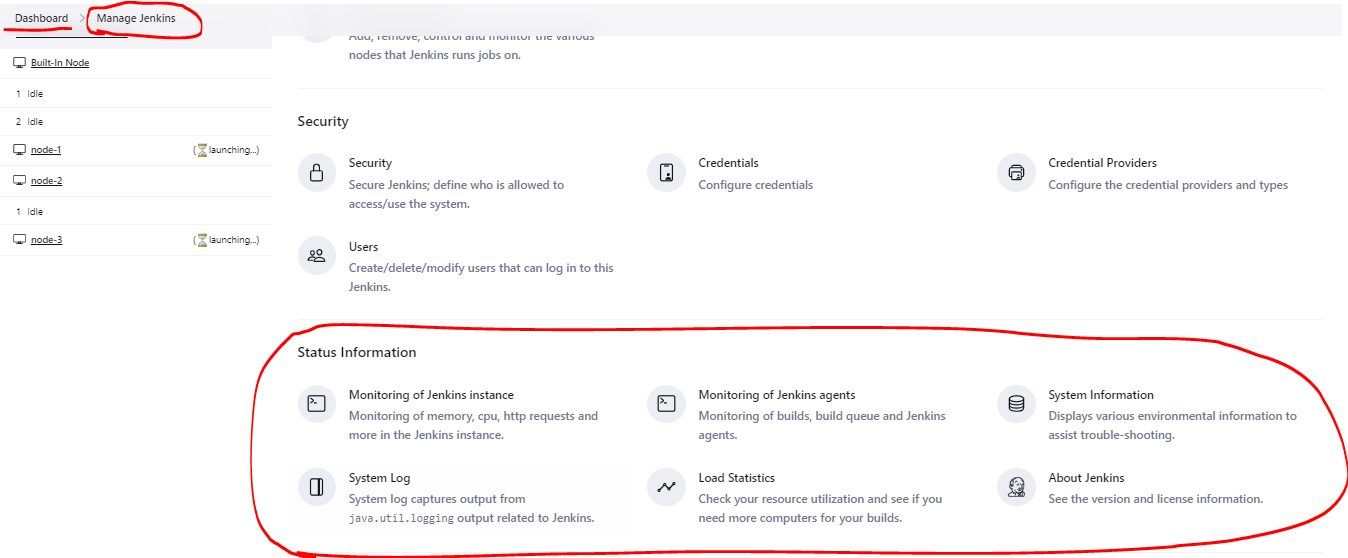 Dashboard > Manage Jenkins
Built-In Node
1 Idle
2 Idle
node-1 (⏳launching...)
node-2
1 Idle
node-3 (⏳launching...)
Add, remove, control and monitor the various
nodes that Jenkins runs jobs on.
Security
Security
Secure Jenkins; define who is allowed to
access/use the system.
Credentials
Configure credentials
Credential Providers
Configure the credential providers and types
Users
Create/delete/modify users that can log in to this
Jenkins.
Status Information
Monitoring of Jenkins instance
Monitoring of memory, cpu, http requests and
more in the Jenkins instance.
Monitoring of Jenkins agents
Monitoring of builds, build queue and Jenkins
agents.
System Information
Displays various environmental information to
assist trouble-shooting.
System Log
System log captures output from
java.util.logging output related to Jenkins.
Load Statistics
Check your resource utilization and see if you
need more computers for your builds.
About Jenkins
See the version and license information.